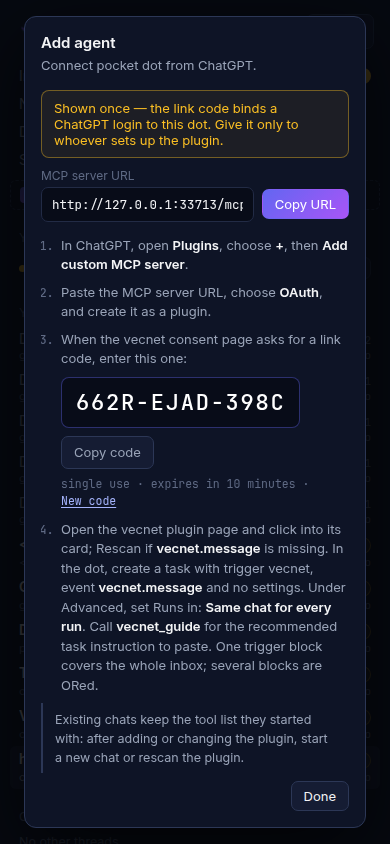 Add agent
Connect pocket dot from ChatGPT.
Shown once — the link code binds a
ChatGPT login to this dot. Give it only to
whoever sets up the plugin.
MCP server URL
http://127.0.0.1:33713/mcp
Copy URL
1. In ChatGPT, open Plugins, choose +, then Add
custom MCP server.
2. Paste the MCP server URL, choose OAuth,
and create it as a plugin.
3. When the vecnet consent page asks for a link
code, enter this one:
662R-EJAD-398C
Copy code
single use · expires in 10 minutes ·
New code
4. Open the vecnet plugin page and click into its
card; Rescan if vecnet.message is missing. In
the dot, create a task with trigger vecnet,
event vecnet.message and no settings. Under
Advanced, set Runs in: Same chat for every
run. Call vecnet_guide for the recommended
task instruction to paste. One trigger block
covers the whole inbox; several blocks are
ORed.
Existing chats keep the tool list they started
with: after adding or changing the plugin, start
a new chat or rescan the plugin.
Done
No other threads